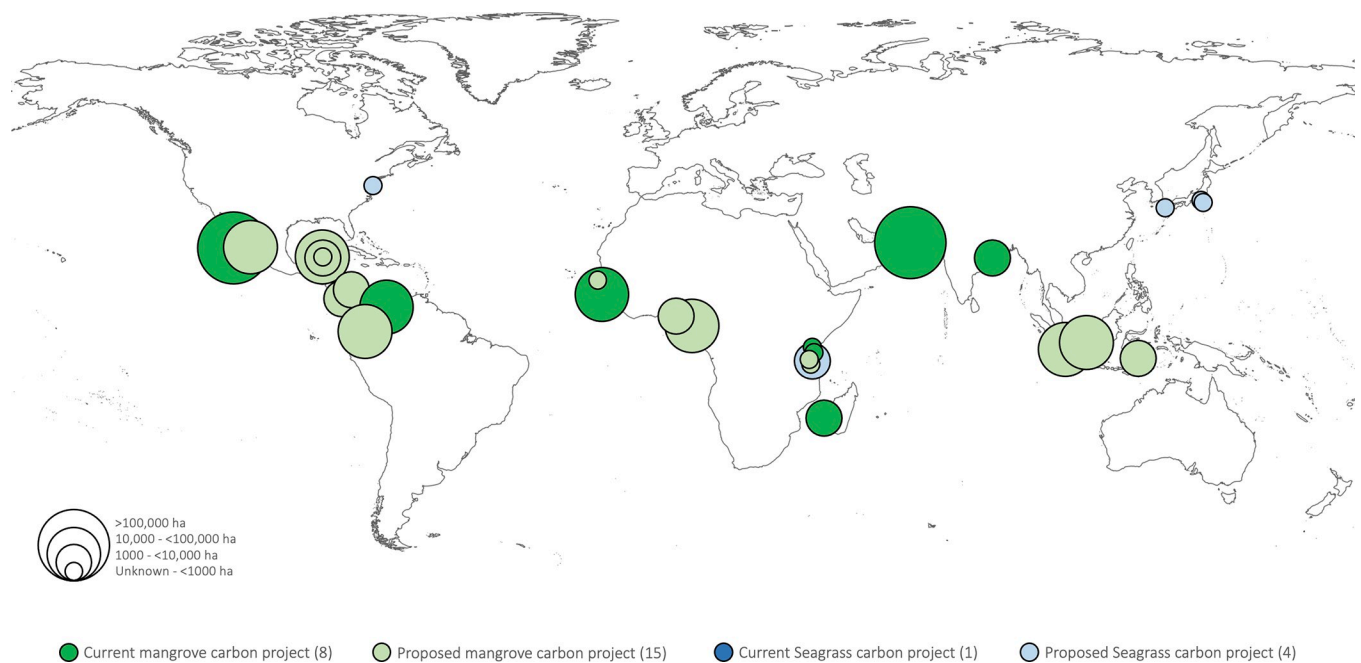 >100,000 ha
10,000 - <100,000 ha
1000 - <10,000 ha
Unknown - <1000 ha
Current mangrove carbon project (8)
Proposed mangrove carbon project (15)
Current Seagrass carbon project (1)
Proposed Seagrass carbon project (4)